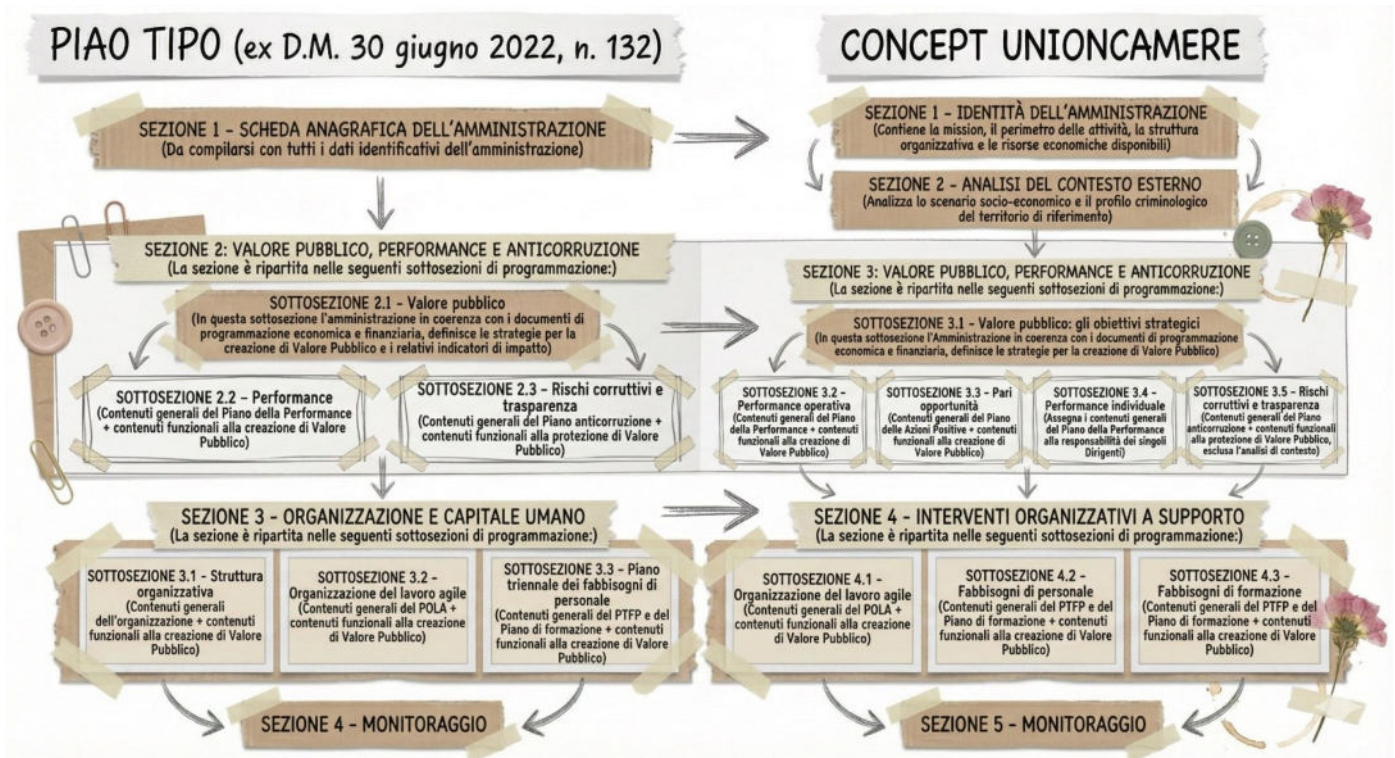 PIAO TIPO (ex D.M. 30 giugno 2022, n. 132)
SEZIONE 1 - SCHEDA ANAGRAFICA DELL'AMMINISTRAZIONE
(Da compilarsi con tutti i dati identificativi dell'amministrazione)
SEZIONE 2: VALORE PUBBLICO, PERFORMANCE E ANTICORRUZIONE
(La sezione è ripartita nelle seguenti sottosezioni di programmazione:)
SOTTOSEZIONE 2.1 - Valore pubblico
(In questa sottosezione l'amministrazione in coerenza con i documenti di
programmazione economica e finanziaria, definisce le strategie per la
creazione di Valore Pubblico e i relativi indicatori di impatto)
SOTTOSEZIONE 2.2 - Performance
(Contenuti generali del Piano della Performance
+ contenuti funzionali alla creazione di Valore
Pubblico)
SOTTOSEZIONE 2.3 - Rischi corruttivi e
trasparenza
(Contenuti generali del Piano anticorruzione +
contenuti funzionali alla protezione di Valore
Pubblico)
SEZIONE 3 - ORGANIZZAZIONE E CAPITALE UMANO
(La sezione è ripartita nelle seguenti sottosezioni di programmazione:)
SOTTOSEZIONE 3.1 - Struttura
organizzativa
(Contenuti generali
dell'organizzazione + contenuti
funzionali alla creazione di Valore
Pubblico)
SOTTOSEZIONE 3.2 -
Organizzazione del lavoro agile
(Contenuti generali del POLA +
contenuti funzionali alla creazione
di Valore Pubblico)
SOTTOSEZIONE 3.3 - Piano
triennale dei fabbisogni di
personale
(Contenuti generali del PTFP e del
Piano di formazione + contenuti
funzionali alla creazione di Valore
Pubblico)
SEZIONE 4 - MONITORAGGIO
CONCEPT UNIONCAMERE
SEZIONE 1 - IDENTITÀ DELL'AMMINISTRAZIONE
(Contiene la mission, il perimetro delle attività, la struttura
organizzativa e le risorse economiche disponibili)
SEZIONE 2 - ANALISI DEL CONTESTO ESTERNO
(Analizza lo scenario socio-economico e il profilo criminologico
del territorio di riferimento)
SEZIONE 3: VALORE PUBBLICO, PERFORMANCE E ANTICORRUZIONE
(La sezione è ripartita nelle seguenti sottosezioni di programmazione:)
SOTTOSEZIONE 3.1 - Valore pubblico: gli obiettivi strategici
(In questa sottosezione l'Amministrazione in coerenza con i documenti di programmazione
economica e finanziaria, definisce le strategie per la creazione di Valore Pubblico)
SOTTOSEZIONE 3.2 -
Performance operativa
(Contenuti generali del Piano
della Performance + contenuti
funzionali alla creazione di
Valore Pubblico)
SOTTOSEZIONE 3.3 - Pari
opportunità
(Contenuti generali del Piano
delle Azioni Positive + contenuti
funzionali alla creazione di
Valore Pubblico)
SOTTOSEZIONE 3.4 -
Performance individuale
(Assegna i contenuti generali
del Piano della Performance
alla responsabilità dei singoli
Dirigenti)
SOTTOSEZIONE 3.5 - Rischi
corruttivi e trasparenza
(Contenuti generali del Piano
anticorruzione + contenuti funzionali
alla protezione di Valore Pubblico,
esclusa l'analisi di contesto)
SEZIONE 4 - INTERVENTI ORGANIZZATIVI A SUPPORTO
(La sezione è ripartita nelle seguenti sottosezioni di programmazione:)
SOTTOSEZIONE 4.1 -
Organizzazione del lavoro agile
(Contenuti generali del POLA +
contenuti funzionali alla creazione
di Valore Pubblico)
SOTTOSEZIONE 4.2 -
Fabbisogni di personale
(Contenuti generali del PTFP e del
Piano di formazione + contenuti
funzionali alla creazione di Valore
Pubblico)
SOTTOSEZIONE 4.3 -
Fabbisogni di formazione
(Contenuti generali del PTFP e del
Piano di formazione + contenuti
funzionali alla creazione di Valore
Pubblico)
SEZIONE 5 - MONITORAGGIO